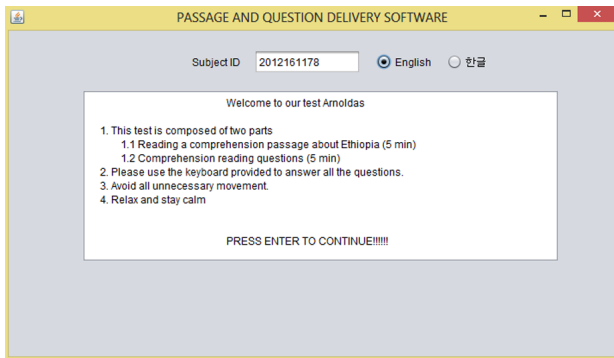 PASSAGE AND QUESTION DELIVERY SOFTWARE
Subject ID 2012161178 English 한글
Welcome to our test Arnoldas
1. This test is composed of two parts
1.1 Reading a comprehension passage about Ethiopia (5 min)
1.2 Comprehension reading questions (5 min)
2. Please use the keyboard provided to answer all the questions.
3. Avoid all unnecessary movement.
4. Relax and stay calm
PRESS ENTER TO CONTINUE!!!!!!